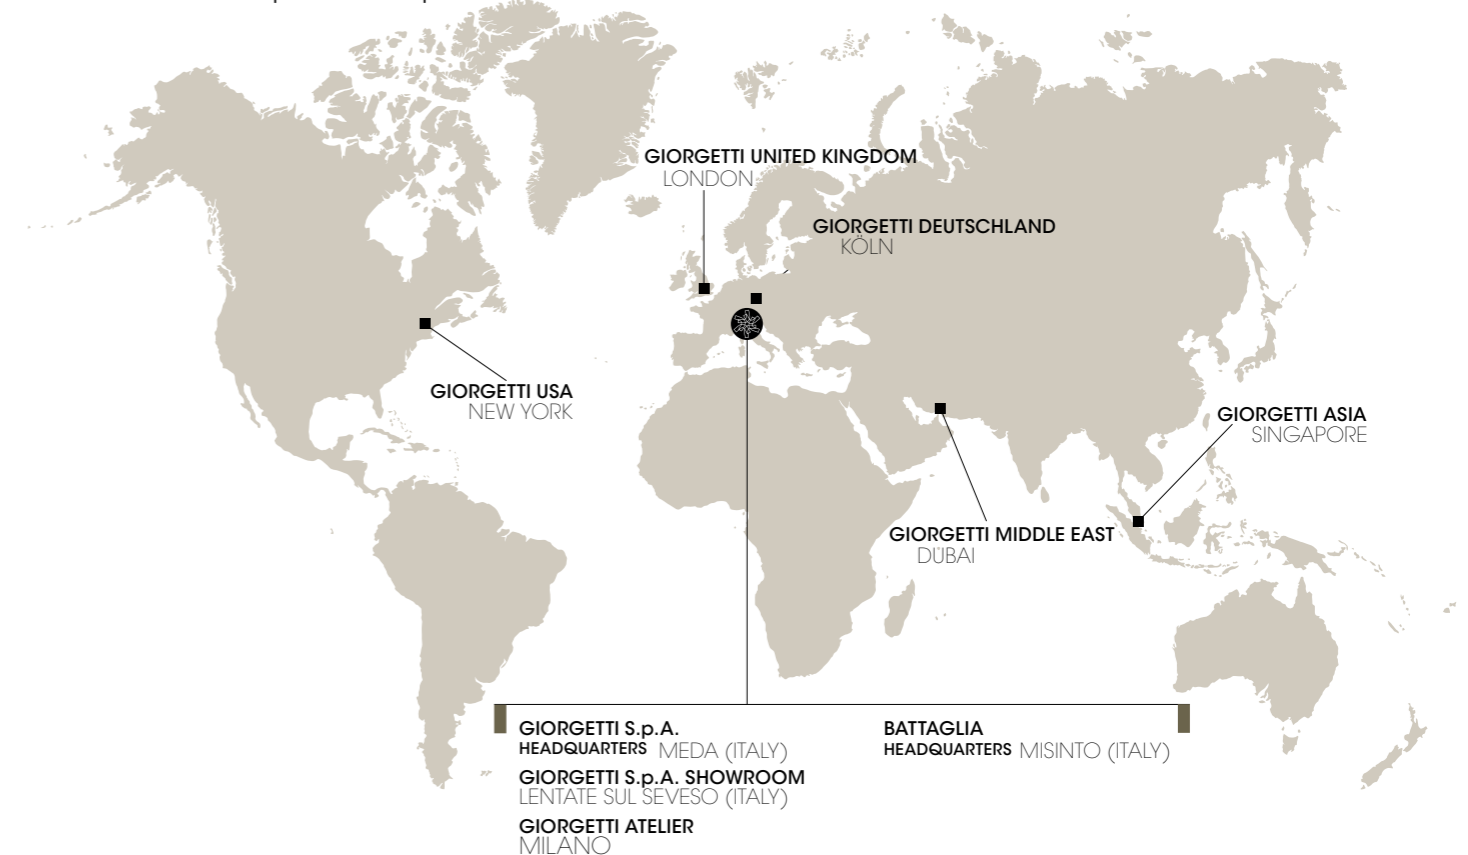 GIORGETTI UNITED KINGDOM
LONDON
GIORGETTI DEUTSCHLAND
KÖLN
GIORGETTI USA
NEW YORK
GIORGETTI ASIA
SINGAPORE
GIORGETTI MIDDLE EAST
DUBAI
GIORGETTI S.p.A.
HEADQUARTERS MEDA (ITALY)
GIORGETTI S.p.A. SHOWROOM
LENTATE SUL SEVESO (ITALY)
GIORGETTI ATELIER
MILANO
BATTAGLIA
HEADQUARTERS MISINTO (ITALY)